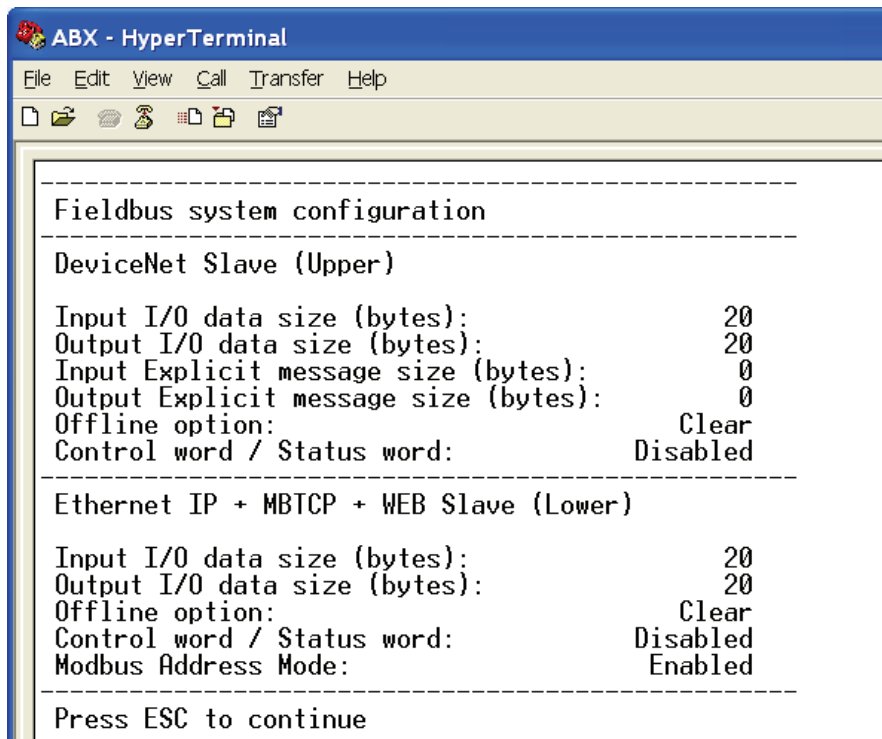 ABX - HyperTerminal
File Edit View Call Transfer Help
Fieldbus system configuration
DeviceNet Slave (Upper)
Input I/O data size (bytes): 20
Output I/O data size (bytes): 20
Input Explicit message size (bytes): 0
Output Explicit message size (bytes): 0
Offline option: Clear
Control word / Status word: Disabled
Ethernet IP + MBTCP + WEB Slave (Lower)
Input I/O data size (bytes): 20
Output I/O data size (bytes): 20
Offline option: Clear
Control word / Status word: Disabled
Modbus Address Mode: Enabled
Press ESC to continue